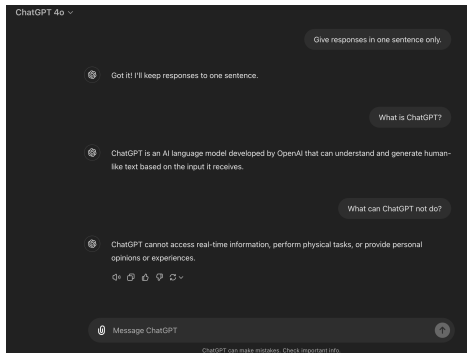 ChatGPT 4o
Give responses in one sentence only.
Got it! I'll keep responses to one sentence.
What is ChatGPT?
ChatGPT is an AI language model developed by OpenAI that can understand and generate human-
like text based on the input it receives.
What can ChatGPT not do?
ChatGPT cannot access real-time information, perform physical tasks, or provide personal
opinions or experiences.
Message ChatGPT
ChatGPT can make mistakes. Check important info.